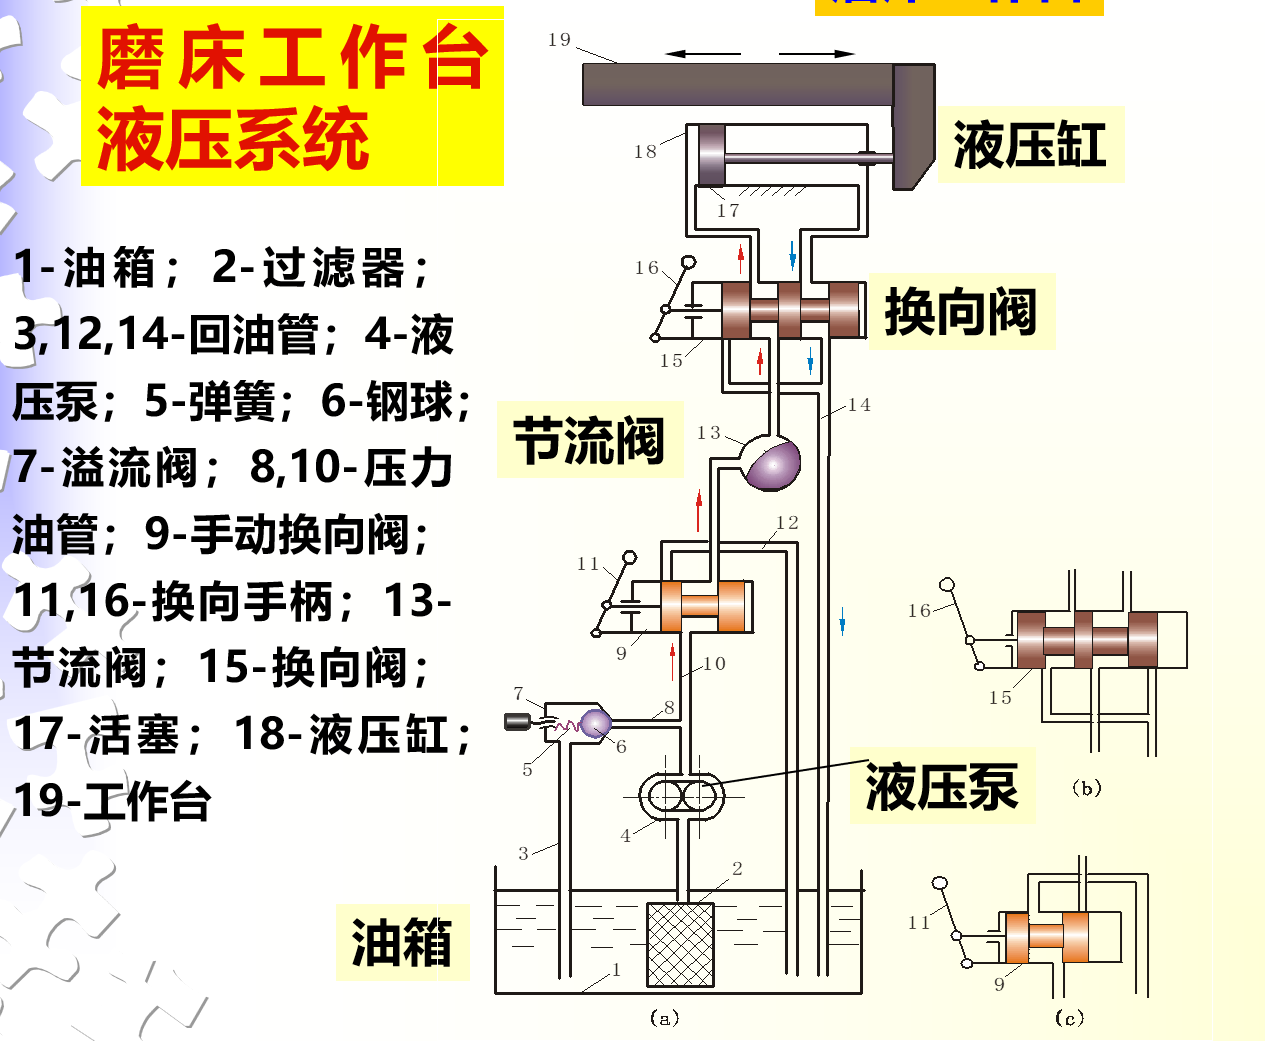 磨床工作台
液压系统
1-油箱；2-过滤器；
3,12,14-回油管；4-液
压泵；5-弹簧；6-钢球；
7-溢流阀；8,10-压力
油管；9-手动换向阀；
11,16-换向手柄；13-
节流阀；15-换向阀；
17-活塞；18-液压缸；
19-工作台
19
液压缸
18
17
16
换向阀
15
14
节流阀
13
12
11
9
10
7
8
6
5
液压泵
4
3
2
油箱
1
(a)
16
15
(b)
11
9
(c)